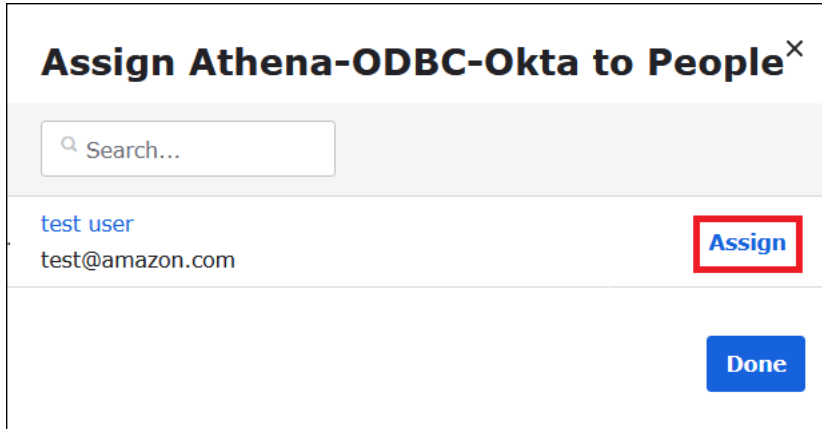 Assign Athena-ODBC-Okta to People
Search...
test user
test@amazon.com
Assign
Done